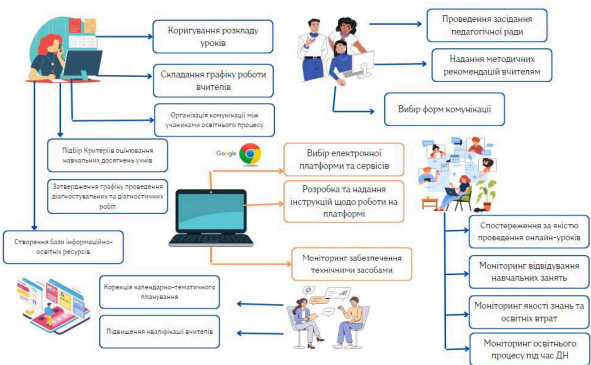 Коригування розкладу
уроків
Складання графіку роботи
вчителів
Організація комунікації між
учниками освітнього процесу
Підбір Критеріїв оцінювання
навчальних досягнень учнів
Затвердження графіку проведення
діагностувальних та діагностичних
робіт
Створення бази інформаційно-
освітніх ресурсів
Проведення засідання
педагогічної ради
Надання методичних
рекомендацій вчителям
Вибір форм комунікації
Google
Вибір електронної
платформи та сервісів
Розробка та надання
інструкцій щодо роботи на
платформі
Моніторинг забезпечення
технічними засобами
Корекція календарно-тематичного
планування
Підвищення кваліфікації вчителів
Спостереження за якістю
проведення онлайн-уроків
Моніторинг відвідування
навчальних занять
Моніторинг якості знань та
освітніх втрат
Моніторинг освітнього
процесу під час ДН